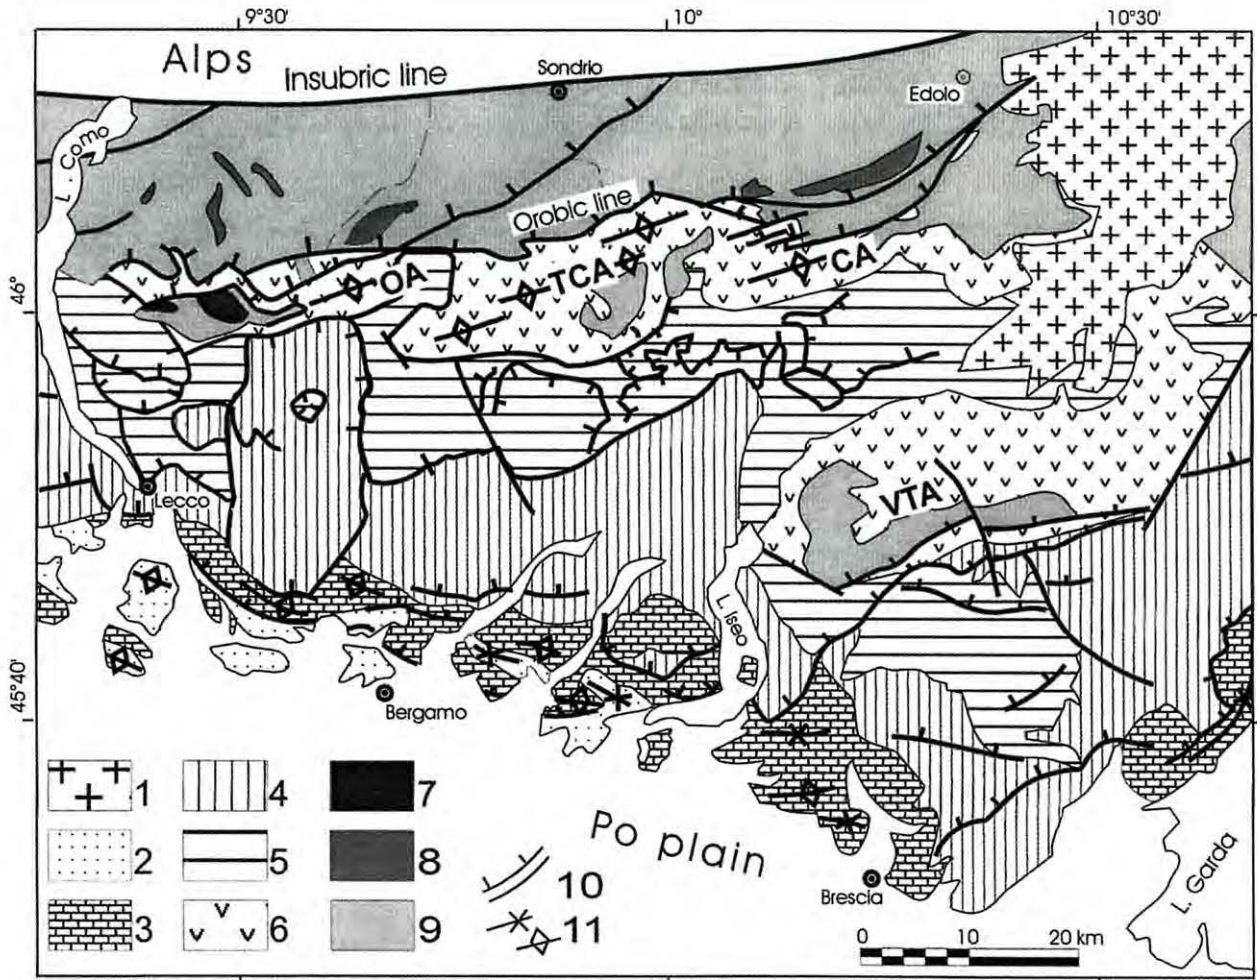 9°30'
10°
10°30'
Alps
Insubric line
Sondrio
Edolo
L. Como
Orobic line
OA
TCA
CA
46°
Lecco
VTA
L. Iseo
45°40'
Bergamo
1
4
7
2
5
8
3
6
9
10
11
Po plain
Brescia
L. Garda
0
10
20 km